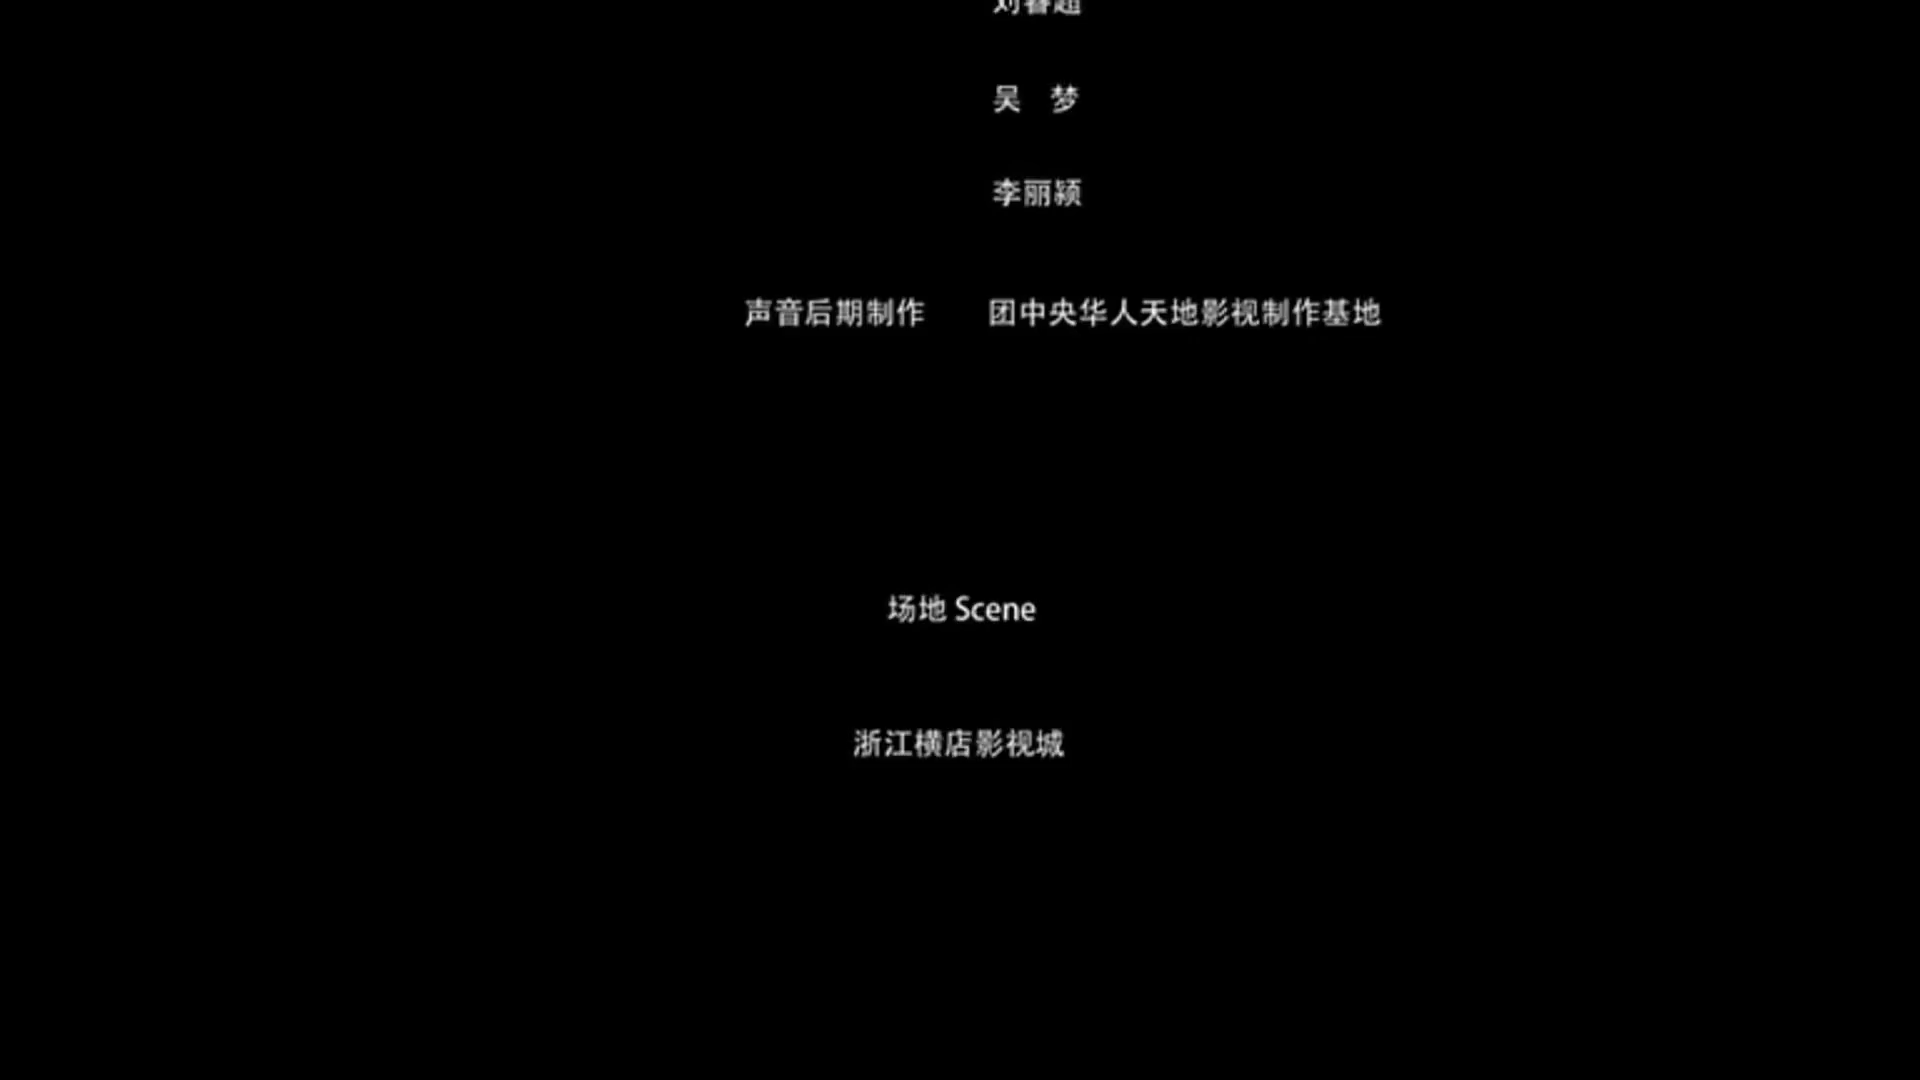 吴 梦
李丽颍
声音后期制作 团中央华人天地影视制作基地
场地 Scene
浙江横店影视城